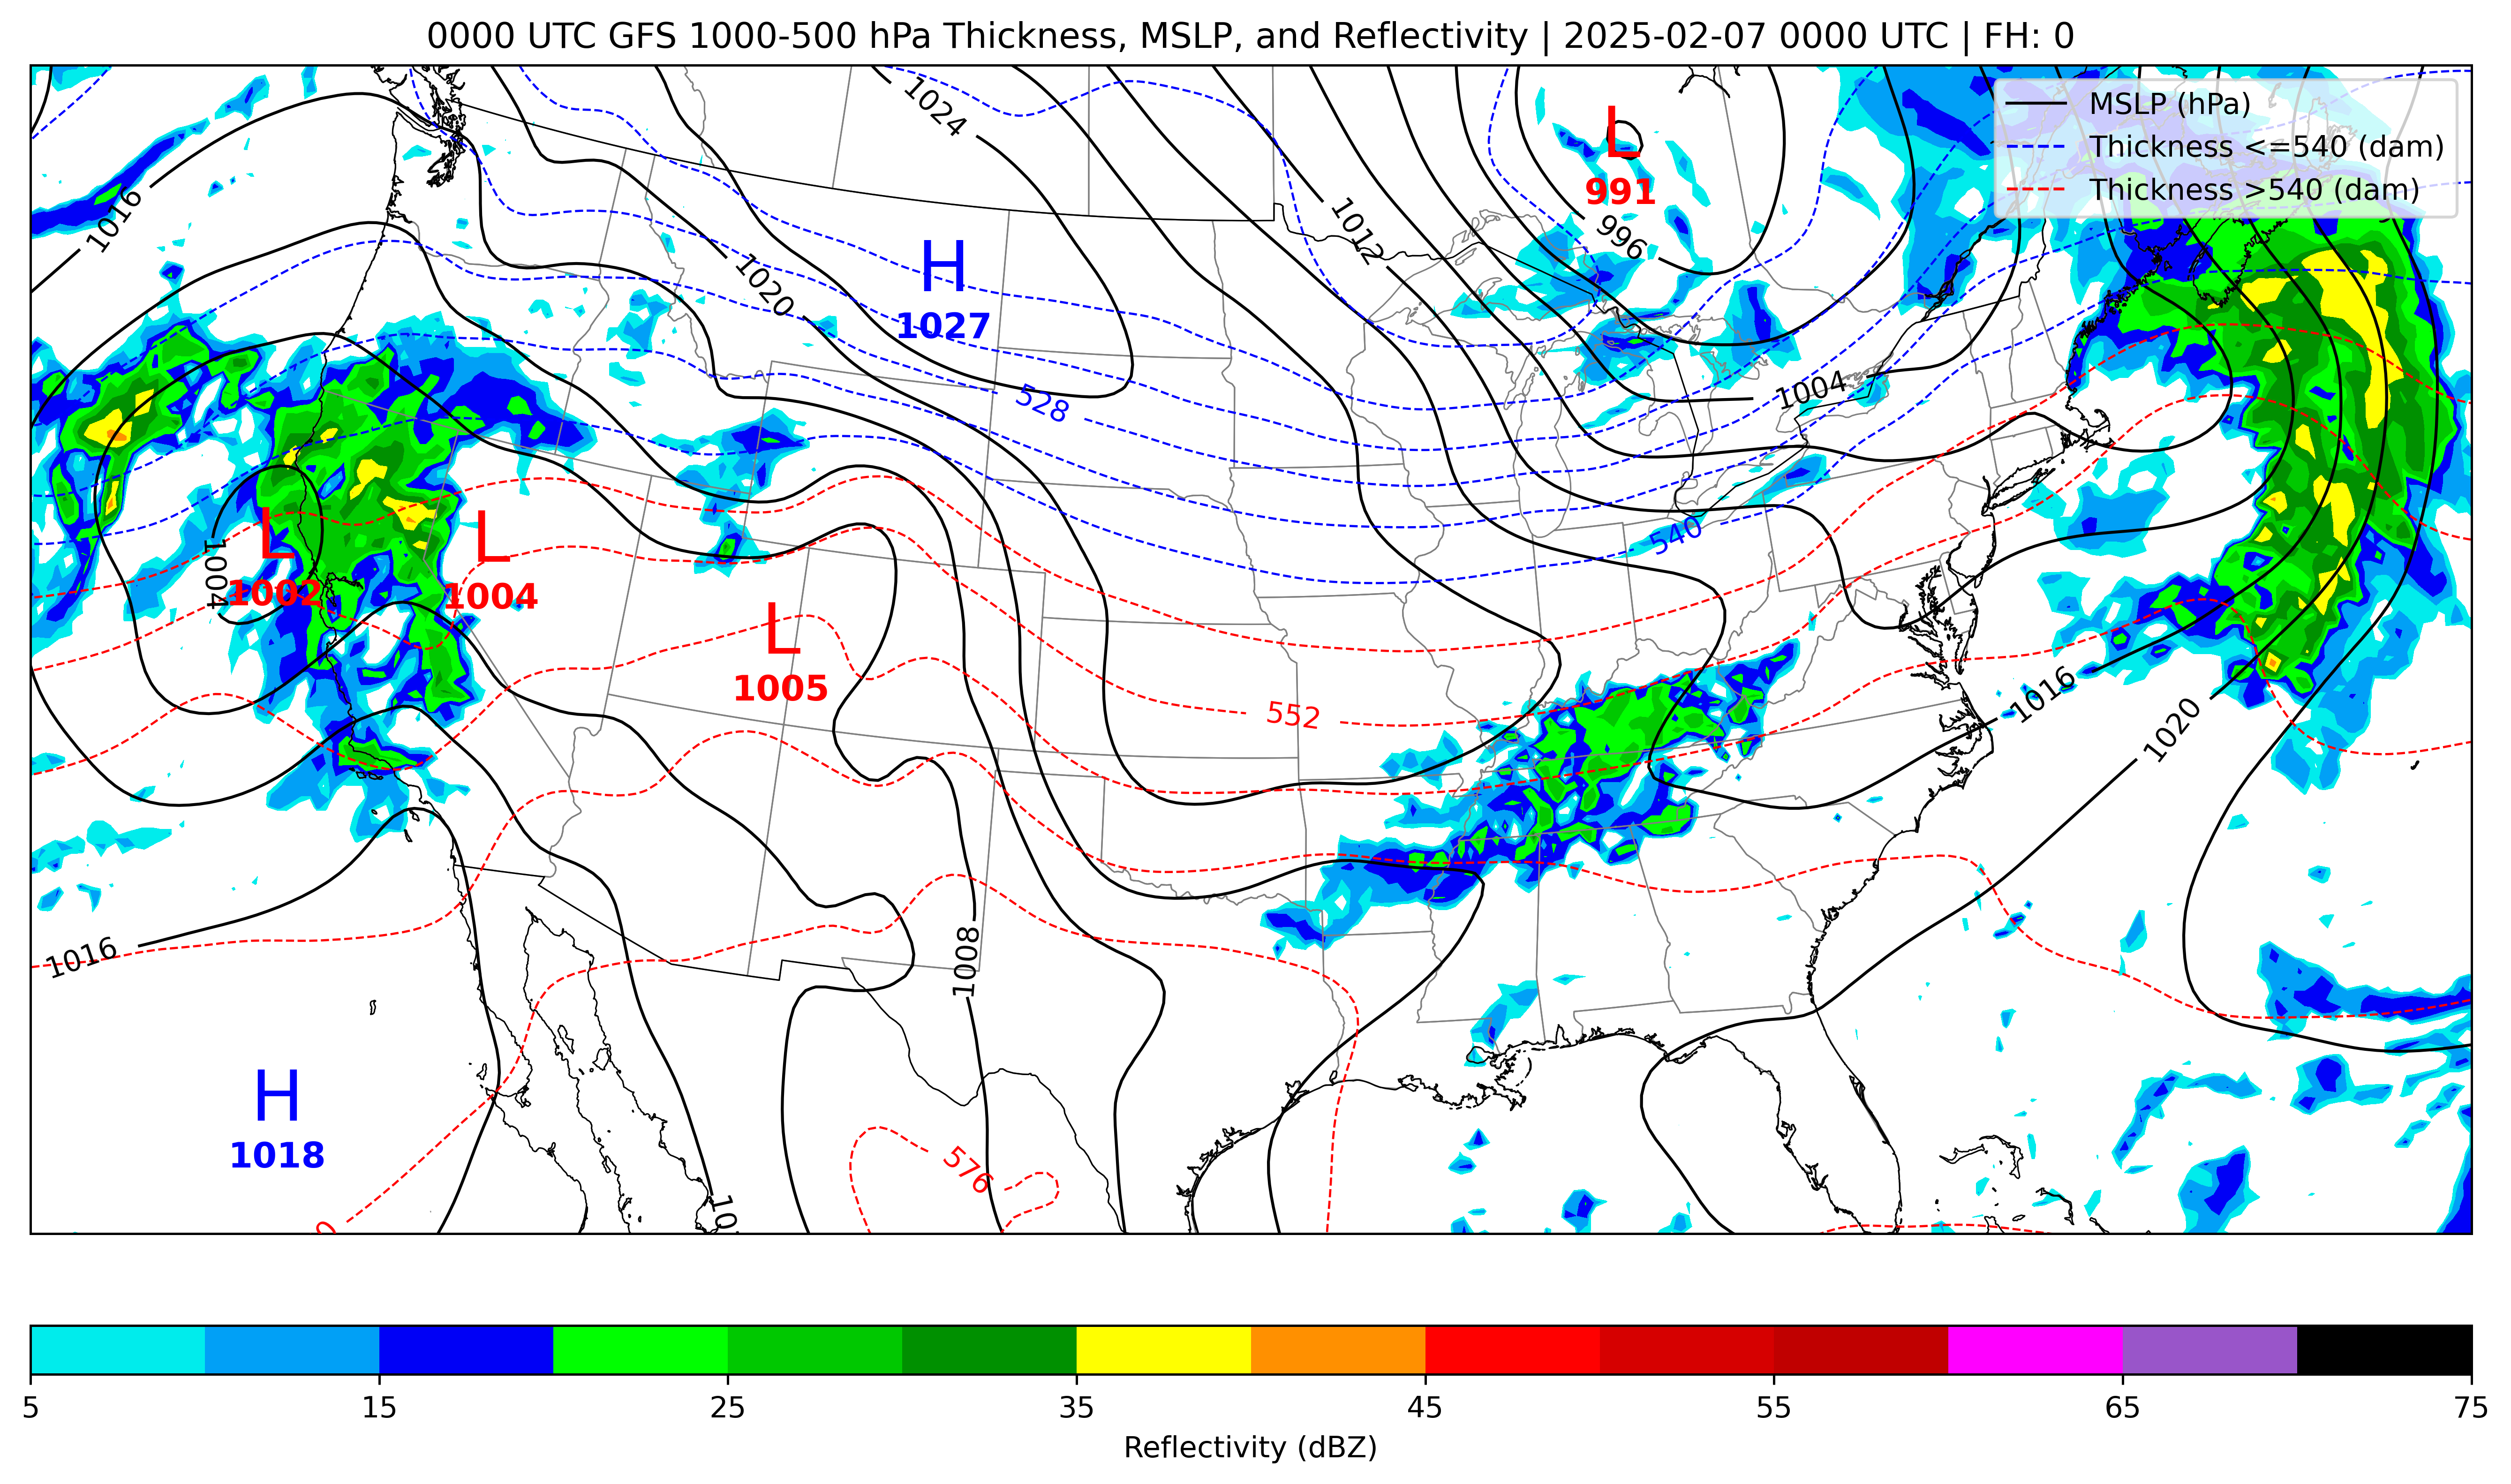 0000 UTC GFS 1000-500 hPa Thickness, MSLP, and Reflectivity | 2025-02-07 0000 UTC | FH: 0
MSLP (hPa)
Thickness <=540 (dam)
Thickness >540 (dam)
1024
L
991
1016
1012
996
H
1027
1020
528
1004
L
1002
1004
L
1004
540
L
1005
552
1016
1020
1016
1008
H
1018
576
5
15
25
35
45
55
65
75
Reflectivity (dBZ)